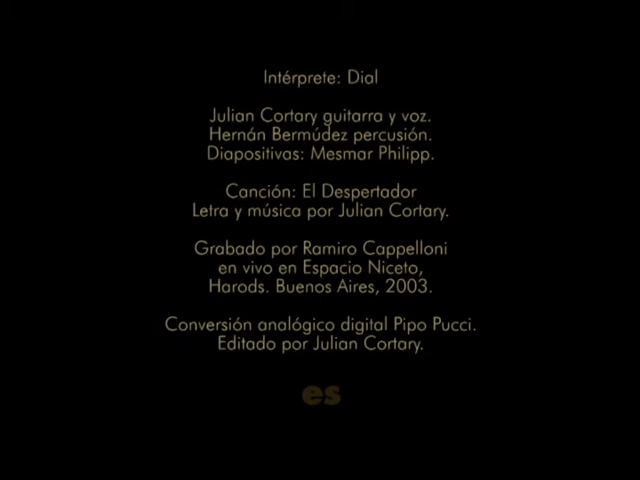 Intérprete: Dial
Julian Cortary guitarra y voz.
Hernán Bermúdez percusión.
Diapositivas: Mesmar Philipp.
Canción: El Despertador
Letra y música por Julian Cortary.
Grabado por Ramiro Cappelloni
en vivo en Espacio Niceto,
Harods. Buenos Aires, 2003.
Conversión analógico digital Pipo Pucci.
Editado por Julian Cortary.
es